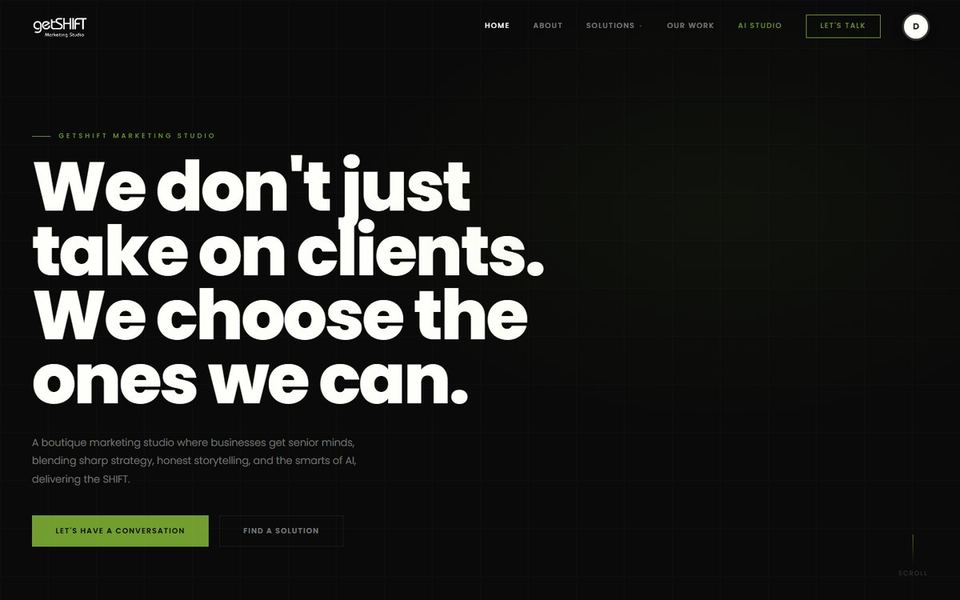 getSHIFT
Marketing Studio
HOME ABOUT SOLUTIONS OUR WORK AI STUDIO LET'S TALK D
GETSHIFT MARKETING STUDIO
We don't just
take on clients.
We choose the
ones we can.
A boutique marketing studio where businesses get senior minds,
blending sharp strategy, honest storytelling, and the smarts of AI,
delivering the SHIFT.
LET'S HAVE A CONVERSATION FIND A SOLUTION
SCROLL